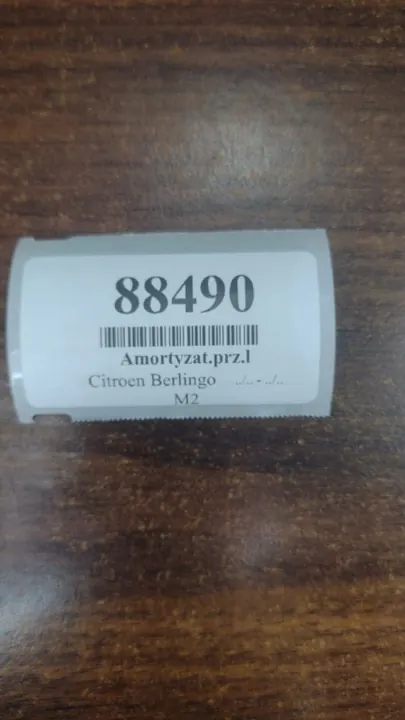 88490
Amortyzat.prz.l
Citroen Berlingo ../.. - ../..
M2